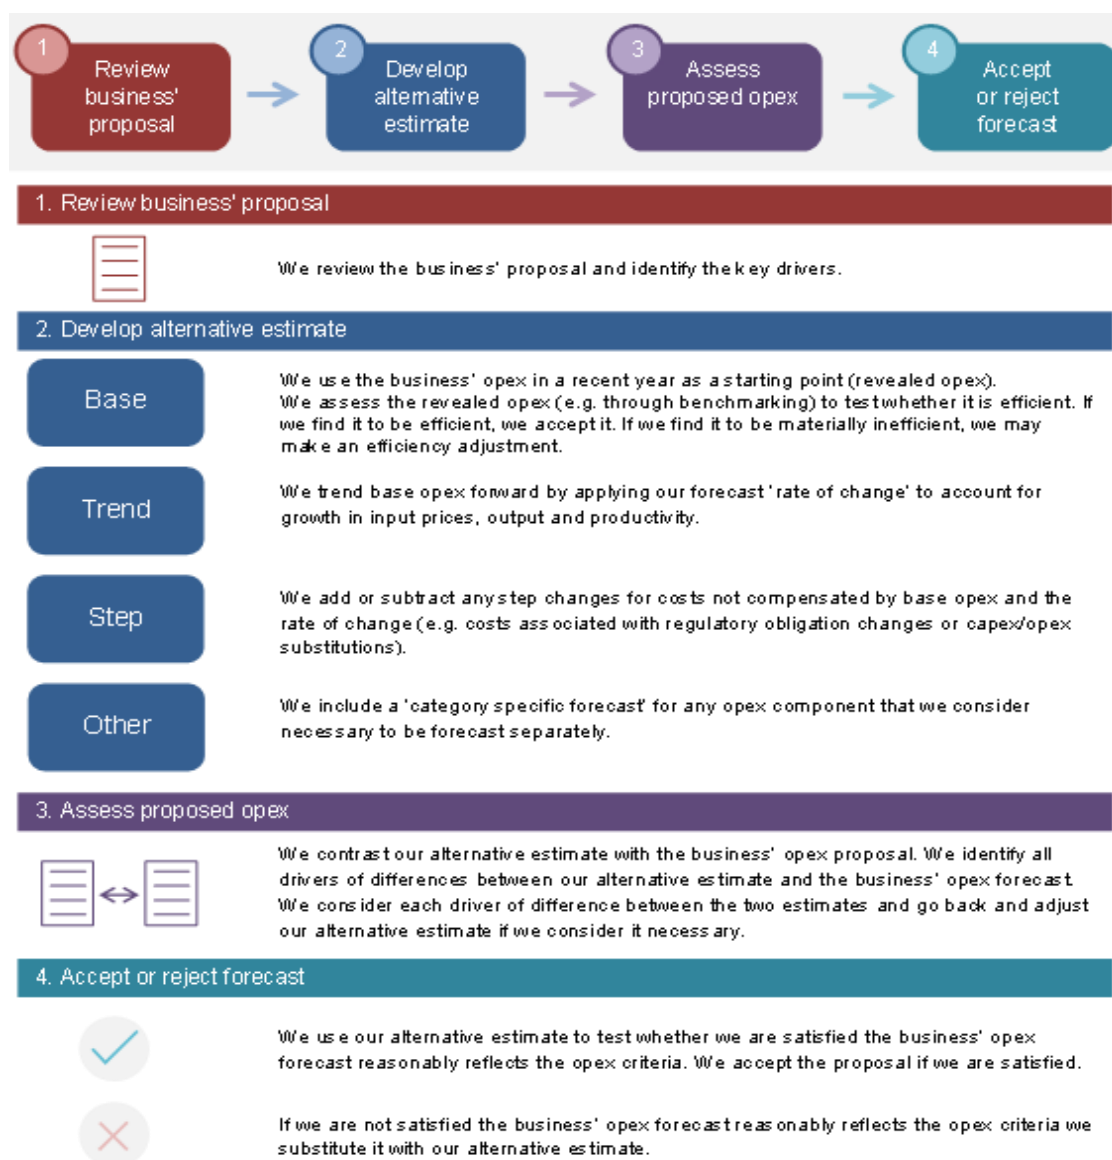 1
Review
business'
proposal
2
Develop
alternative
estimate
3
Assess
proposed opex
4
Accept
or reject
forecast
1. Review business' proposal
We review the business' proposal and identify the key drivers.
2. Develop alternative estimate
Base
We use the business' opex in a recent year as a starting point (revealed opex).
We assess the revealed opex (e.g. through benchmarking) to test whether it is efficient. If
we find it to be efficient, we accept it. If we find it to be materially inefficient, we may
make an efficiency adjustment.
Trend
We trend base opex forward by applying our forecast 'rate of change' to account for
growth in input prices, output and productivity.
Step
We add or subtract any step changes for costs not compensated by base opex and the
rate of change (e.g. costs associated with regulatory obligation changes or capex/opex
substitutions).
Other
We include a 'category specific forecast' for any opex component that we consider
necessary to be forecast separately.
3. Assess proposed opex
We contrast our alternative estimate with the business' opex proposal. We identify all
drivers of differences between our alternative estimate and the business' opex forecast.
We consider each driver of difference between the two estimates and go back and adjust
our alternative estimate if we consider it necessary.
4. Accept or reject forecast
We use our alternative estimate to test whether we are satisfied the business' opex
forecast reasonably reflects the opex criteria. We accept the proposal if we are satisfied.
If we are not satisfied the business' opex forecast reasonably reflects the opex criteria we
substitute it with our alternative estimate.